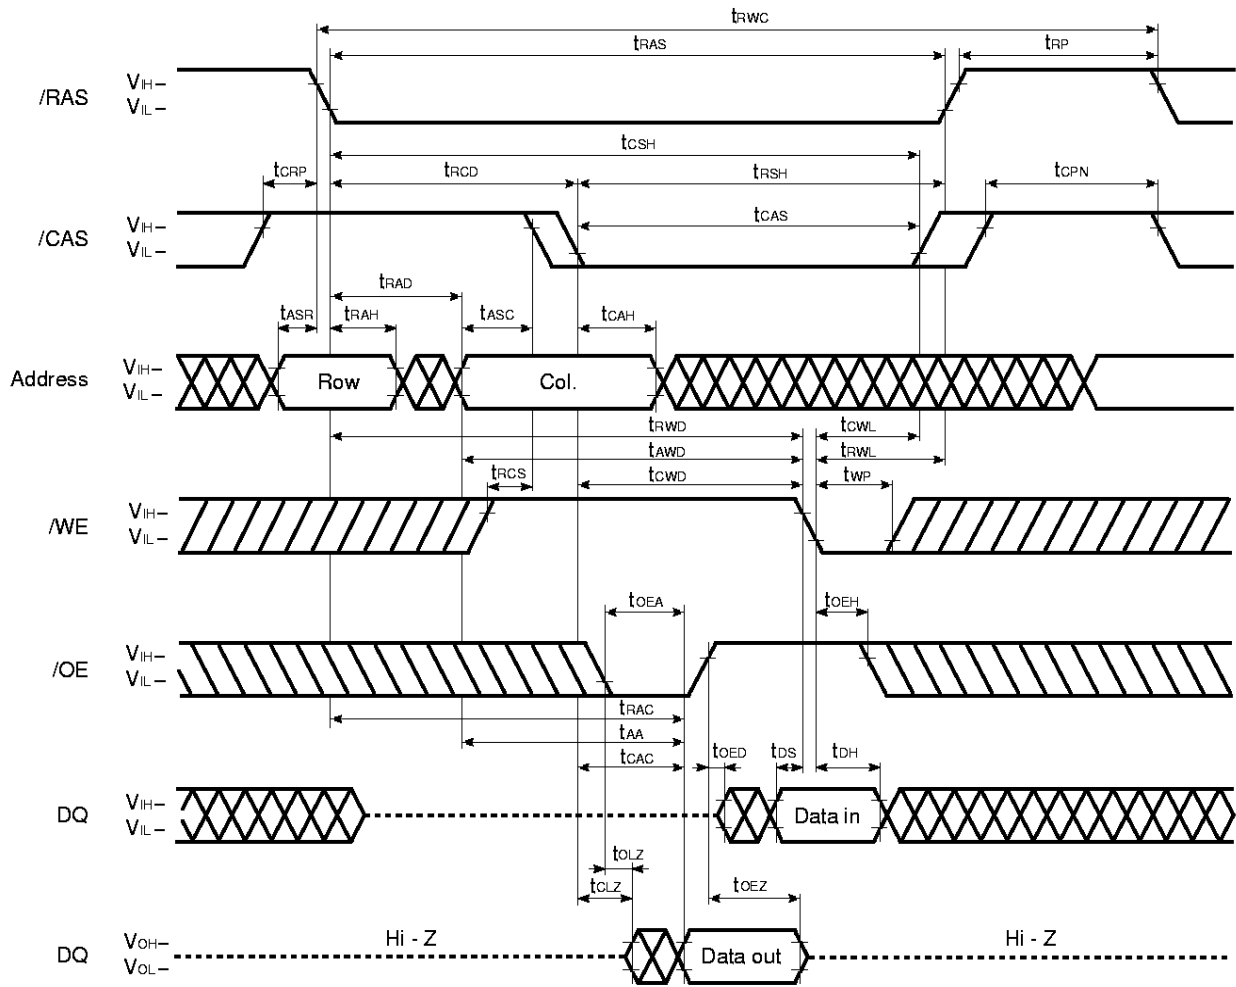 tRWC
tRAS
tRP
/RAS
VIH–
VIL–
tCSH
tCRP
tRCD
tRSH
tCPN
tCAS
/CAS
VIH–
VIL–
tRAD
tASR
tRAH
tASC
tCAH
Address
VIH–
VIL–
Row
Col.
tRWD
tCWL
tAWD
tRWL
tRCS
tCWD
tWP
/WE
VIH–
VIL–
tOEA
tOEH
/OE
VIH–
VIL–
tRAC
tAA
tCAC
tOED
tDS
tDH
DQ
VIH–
VIL–
Data in
tOLZ
tCLZ
tOEZ
DQ
VOH–
VOL–
Hi - Z
Data out
Hi - Z